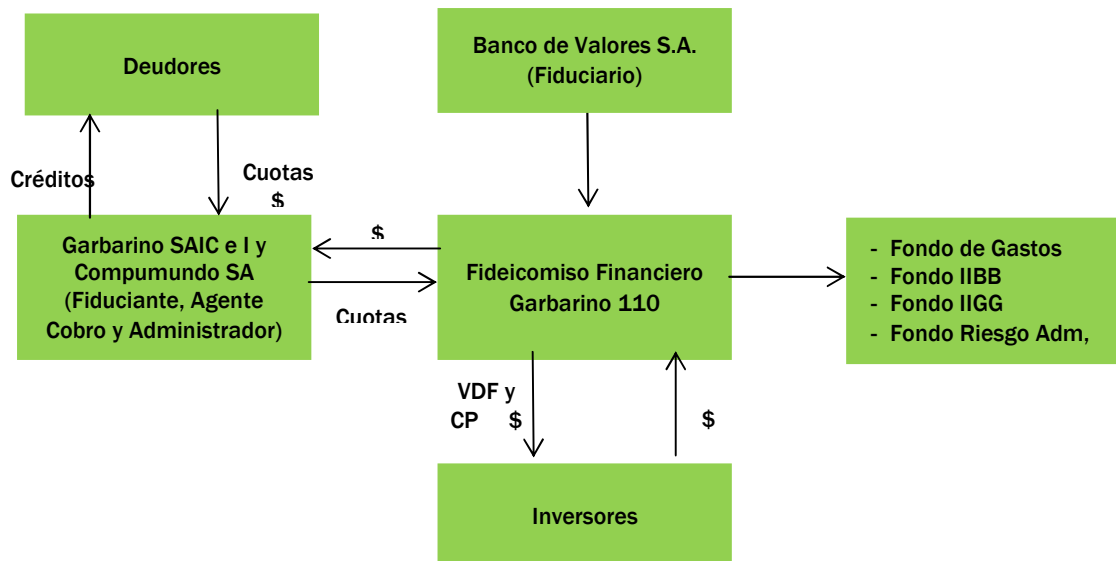 Deudores
Banco de Valores S.A.
(Fiduciario)
Créditos
Cuotas
$
Garbarino SAIC e I y
Compumundo SA
(Fiduciante, Agente
Cobro y Administrador)
$
Cuotas
Fideicomiso Financiero
Garbarino 110
- Fondo de Gastos
- Fondo IIBB
- Fondo IIGG
- Fondo Riesgo Adm,
VDF y
CP $
$
Inversores